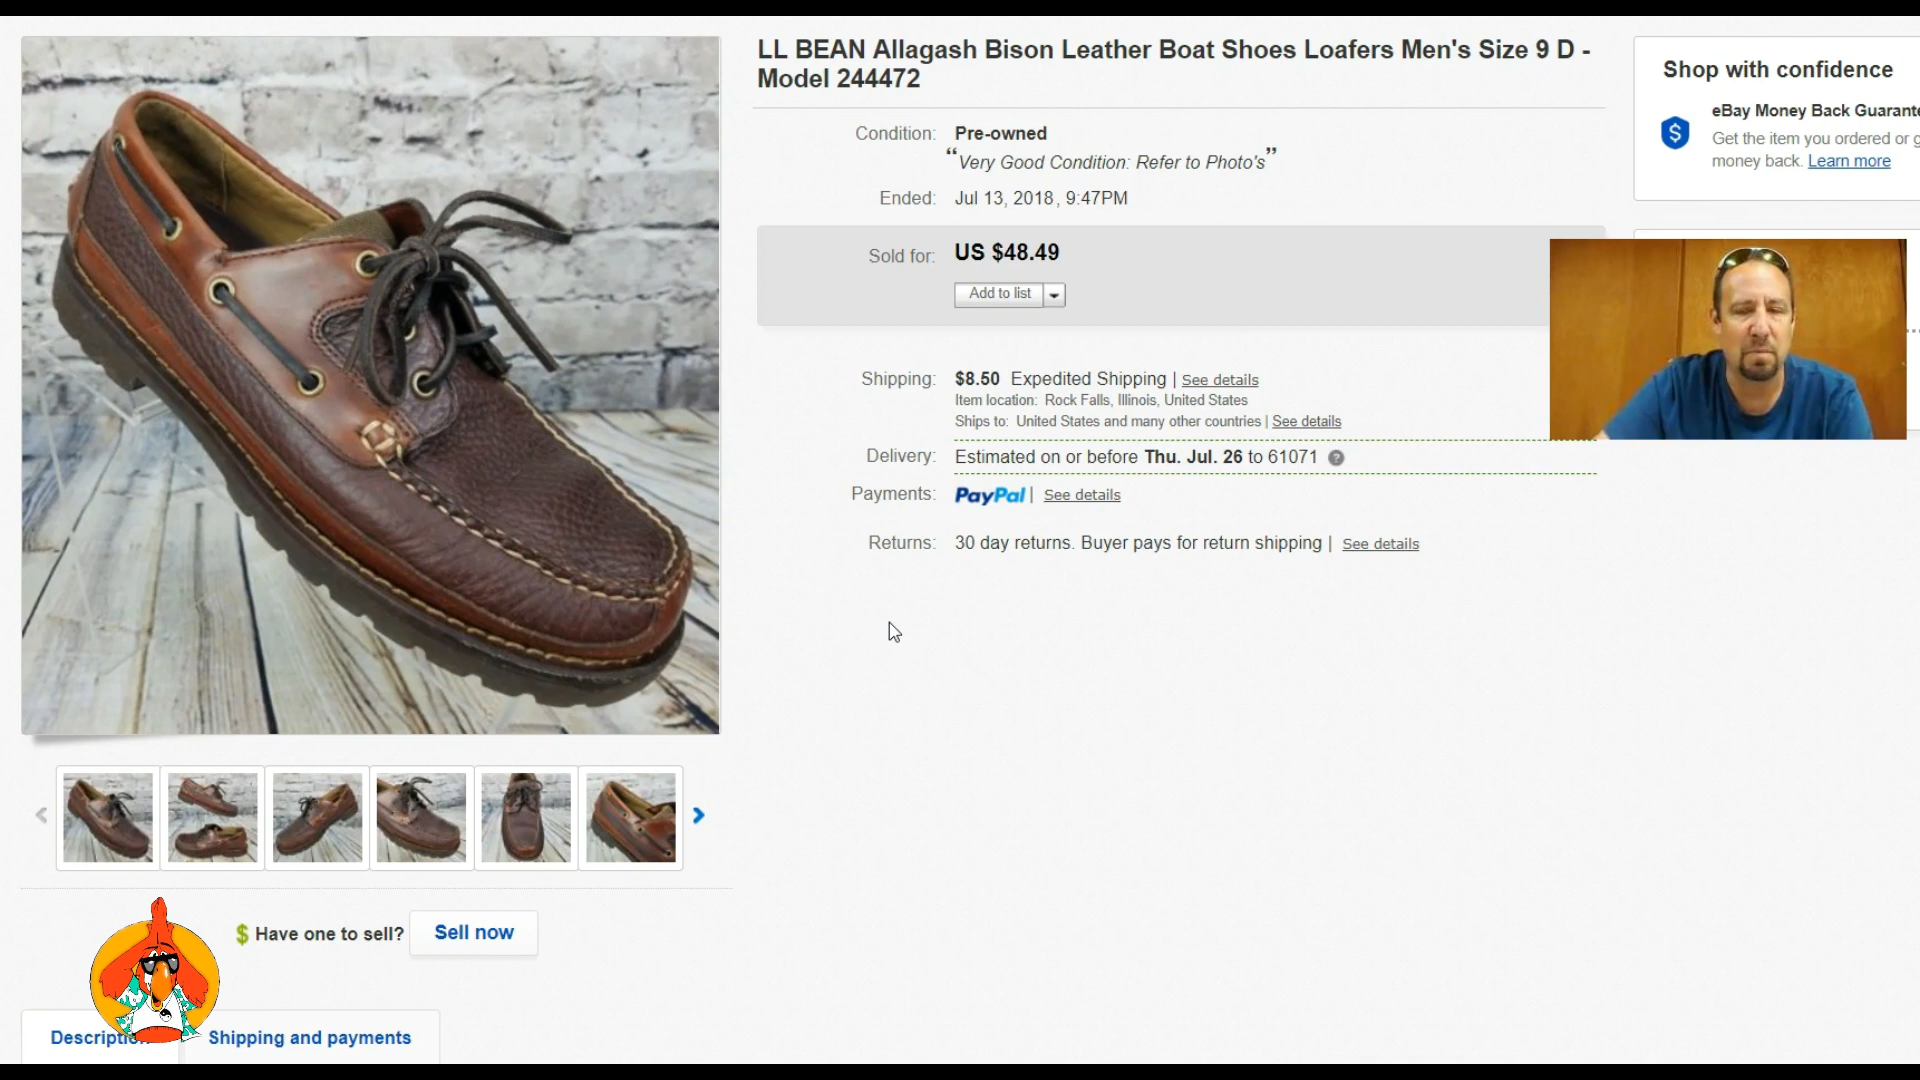 LL BEAN Allagash Bison Leather Boat Shoes Loafers Men's Size 9 D -
Model 244472
Condition: Pre-owned
“Very Good Condition: Refer to Photo's”
Ended: Jul 13, 2018, 9:47PM
Sold for: US $48.49
Add to list
Shipping: $8.50 Expedited Shipping | See details
Item location: Rock Falls, Illinois, United States
Ships to: United States and many other countries | See details
Delivery: Estimated on or before Thu. Jul. 26 to 61071 ?
Payments: PayPal | See details
Returns: 30 day returns. Buyer pays for return shipping | See details
Shop with confidence
$
eBay Money Back
Get the item you ordered or
money back. Learn more
$ Have one to sell? Sell now
Shipping and payments